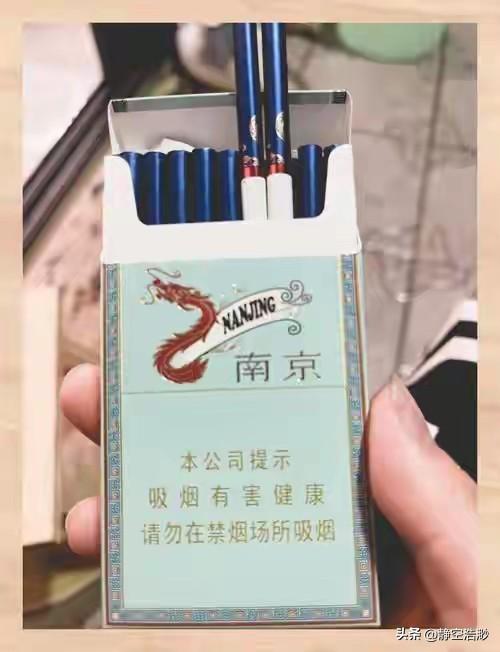 NANJING
南京
本公司提示
吸烟有害健康
请勿在禁烟场所吸烟
头条 @静空浩渺